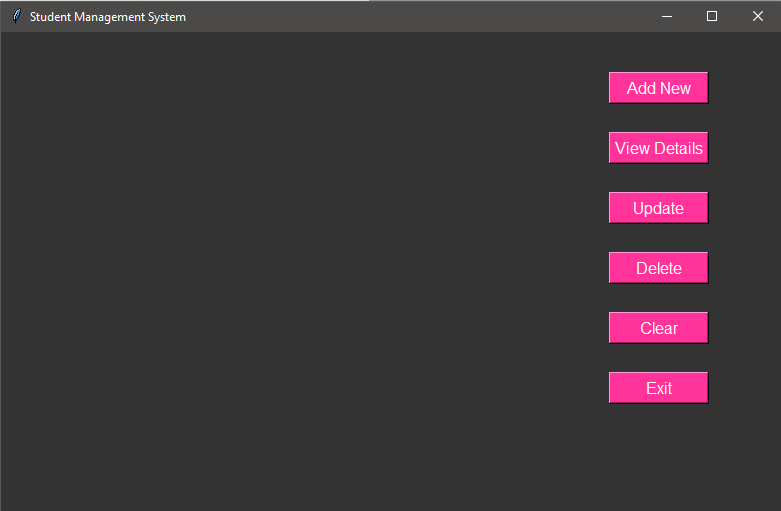 Student Management System
Add New
View Details
Update
Delete
Clear
Exit